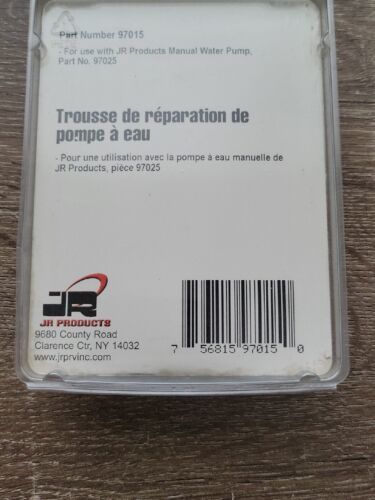 Part Number 97015
- For use with JR Products Manual Water Pump,
Part No. 97025
Trousse de réparation de
pompe à eau
- Pour une utilisation avec la pompe à eau manuelle de
JR Products, pièce 97025
JR
JR PRODUCTS
9680 County Road
Clarence Ctr, NY 14032
www.jrprvinc.com
7 56815 97015 0